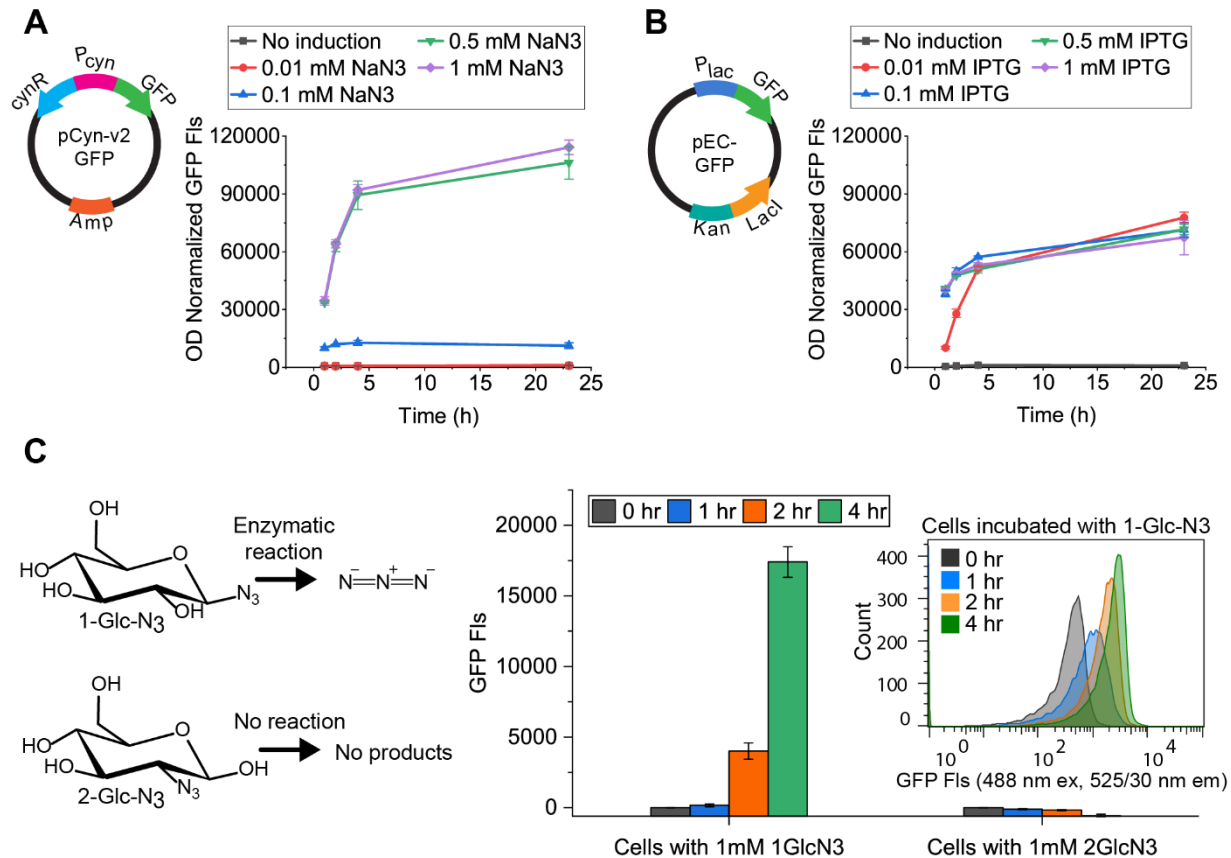 A
No induction
0.5 mM NaN3
0.01 mM NaN3
1 mM NaN3
0.1 mM NaN3
cynR
Pcyn
GFP
pCyn-v2
GFP
Amp
OD Noramalized GFP FIs
120000
90000
60000
30000
0
0
5
10
15
20
25
Time (h)
B
No induction
0.5 mM IPTG
0.01 mM IPTG
1 mM IPTG
0.1 mM IPTG
Plac
GFP
pEC-
GFP
Kan
LacI
OD Noramalized GFP FIs
120000
90000
60000
30000
0
0
5
10
15
20
25
Time (h)
C
OH
O
HO
HO
OH
N3
1-Glc-N3
Enzymatic
reaction
N=N=N
− + −
OH
O
HO
HO
N3
OH
2-Glc-N3
No reaction
No products
0 hr
1 hr
2 hr
4 hr
GFP FIs
20000
15000
10000
5000
0
Cells with 1mM 1GlcN3
Cells with 1mM 2GlcN3
Cells incubated with 1-Glc-N3
0 hr
1 hr
2 hr
4 hr
Count
400
300
200
100
0
10 0
10 2
10 4
GFP FIs (488 nm ex, 525/30 nm em)